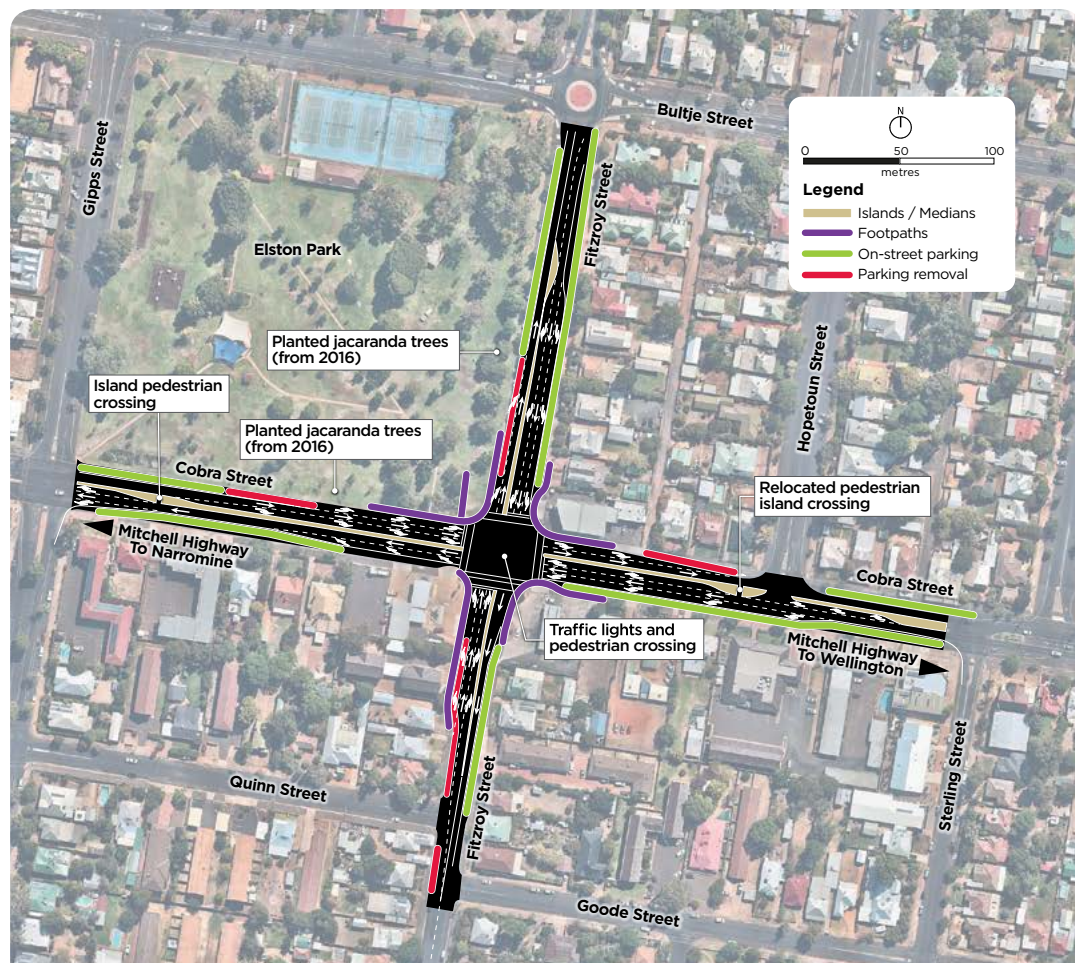 Bultje Street
N
0 50 100
metres
Legend
Islands / Medians
Footpaths
On-street parking
Parking removal
Gipps Street
Fitzroy Street
Elston Park
Planted jacaranda trees
(from 2016)
Hopetoun Street
Island pedestrian
crossing
Planted jacaranda trees
(from 2016)
Cobra Street
Relocated pedestrian
island crossing
Mitchell Highway
To Narromine
Cobra Street
Traffic lights and
pedestrian crossing
Mitchell Highway
To Wellington
Sterling Street
Quinn Street
Fitzroy Street
Goode Street